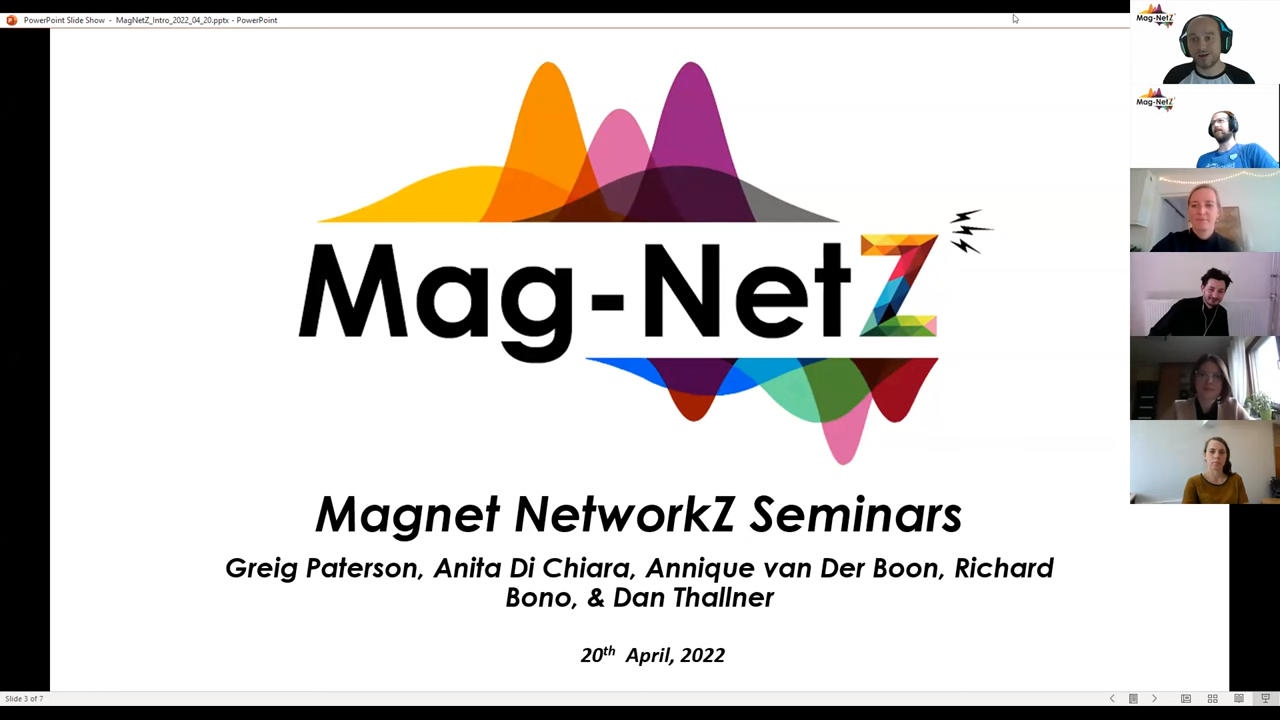 PowerPoint Slide Show - MagNetZ_Intro_2022_04_20.pptx - PowerPoint
Mag-NetZ
Mag-NetZ
Mag-NetZ
Magnet NetworkZ Seminars
Greig Paterson, Anita Di Chiara, Annique van Der Boon, Richard
Bono, & Dan Thallner
20th April, 2022
Slide 3 of 7